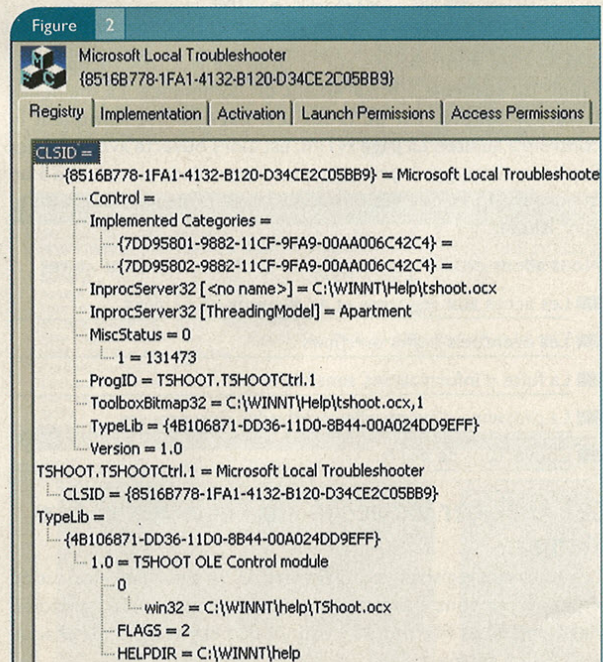 Figure 2
Microsoft Local Troubleshooter
{8516B778-1FA1-4132-B120-D34CE2C05BB9}
Registry Implementation Activation Launch Permissions Access Permissions
CLSID =
{8516B778-1FA1-4132-B120-D34CE2C05BB9} = Microsoft Local Troubleshoote
Control =
Implemented Categories =
{7DD95801-9882-11CF-9FA9-00AA006C42C4} =
{7DD95802-9882-11CF-9FA9-00AA006C42C4} =
InprocServer32 [<no name>] = C:\WINNT\Help\tshoot.ocx
InprocServer32 [ThreadingModel] = Apartment
MiscStatus = 0
1 = 131473
ProgID = TSHOOT.TSHOOTCtrl.1
ToolboxBitmap32 = C:\WINNT\Help\tshoot.ocx,1
TypeLib = {4B106871-DD36-11D0-8B44-00A024DD9EFF}
Version = 1.0
TSHOOT.TSHOOTCtrl.1 = Microsoft Local Troubleshooter
CLSID = {8516B778-1FA1-4132-B120-D34CE2C05BB9}
TypeLib =
{4B106871-DD36-11D0-8B44-00A024DD9EFF}
1.0 = TSHOOT OLE Control module
0
win32 = C:\WINNT\help\TShoot.ocx
FLAGS = 2
HELPDIR = C:\WINNT\help